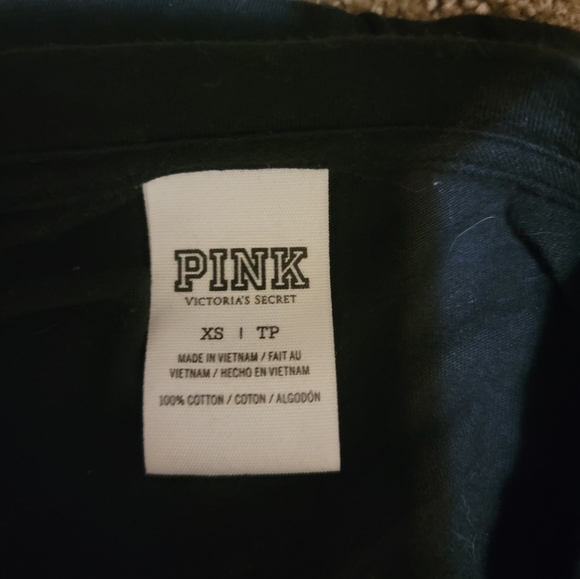 PINK
VICTORIA'S SECRET
XS | TP
MADE IN VIETNAM / FAIT AU
VIETNAM / HECHO EN VIETNAM
100% COTTON / COTON / ALGODÓN